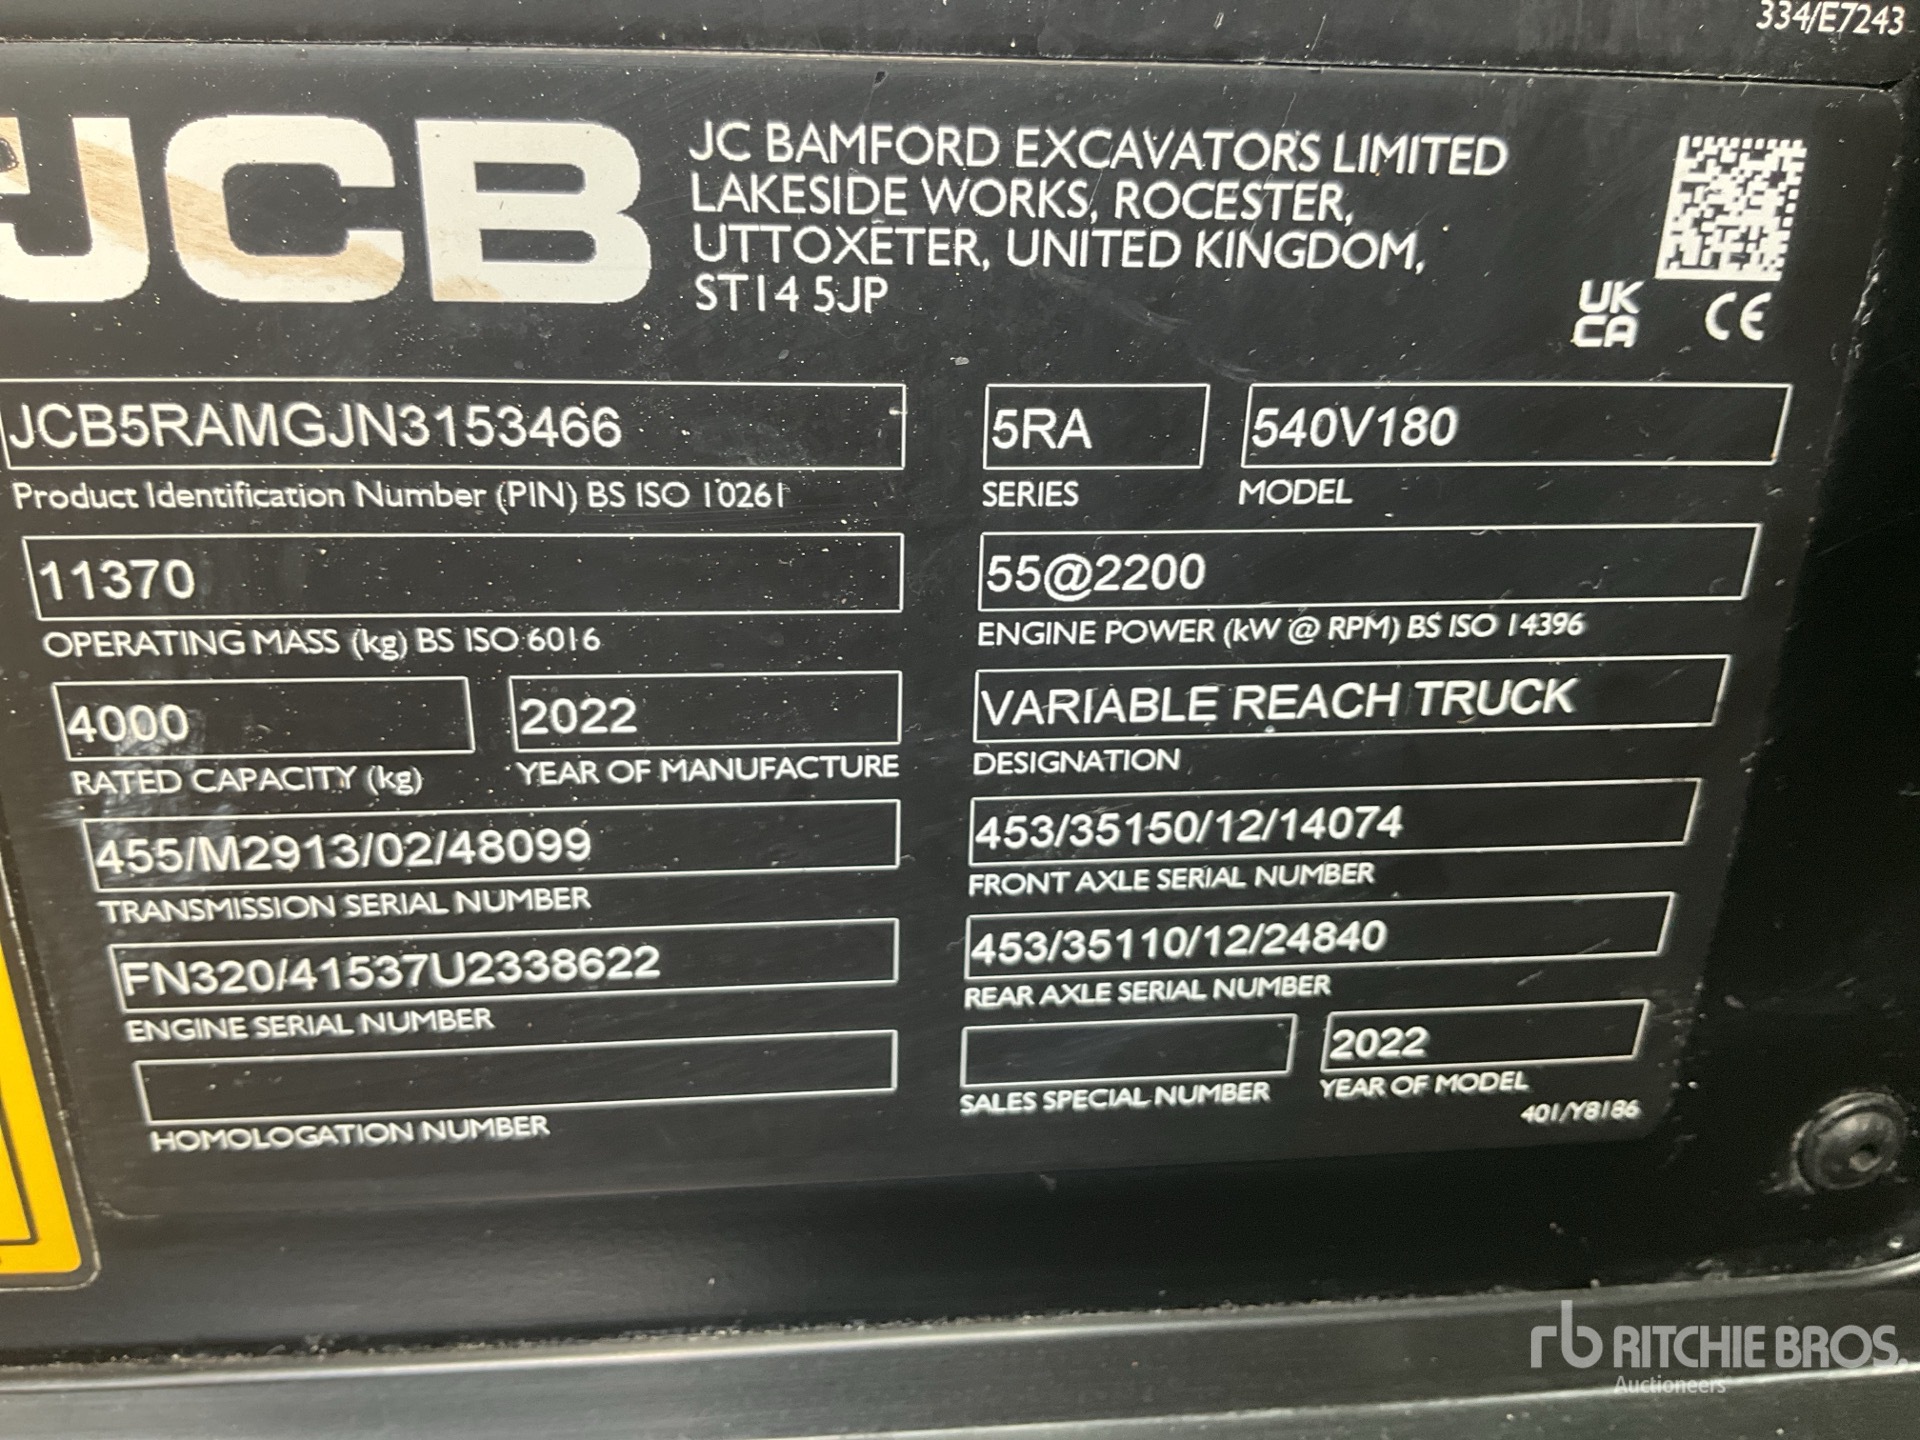 334/E7243
JCB
JC BAMFORD EXCAVATORS LIMITED
LAKESIDE WORKS, ROCESTER,
UTTOXETER, UNITED KINGDOM,
ST14 5JP
UK
CA
CE
JCB5RAMGJN3153466
Product Identification Number (PIN) BS ISO 10261
5RA
SERIES
540V180
MODEL
11370
OPERATING MASS (kg) BS ISO 6016
55@2200
ENGINE POWER (kW @ RPM) BS ISO 14396
4000
RATED CAPACITY (kg)
2022
YEAR OF MANUFACTURE
VARIABLE REACH TRUCK
DESIGNATION
455/M2913/02/48099
TRANSMISSION SERIAL NUMBER
453/35150/12/14074
FRONT AXLE SERIAL NUMBER
FN320/41537U2338622
ENGINE SERIAL NUMBER
453/35110/12/24840
REAR AXLE SERIAL NUMBER
HOMOLOGATION NUMBER
SALES SPECIAL NUMBER
2022
YEAR OF MODEL
401/Y8186
rb RITCHIE BROS.
Auctioneers